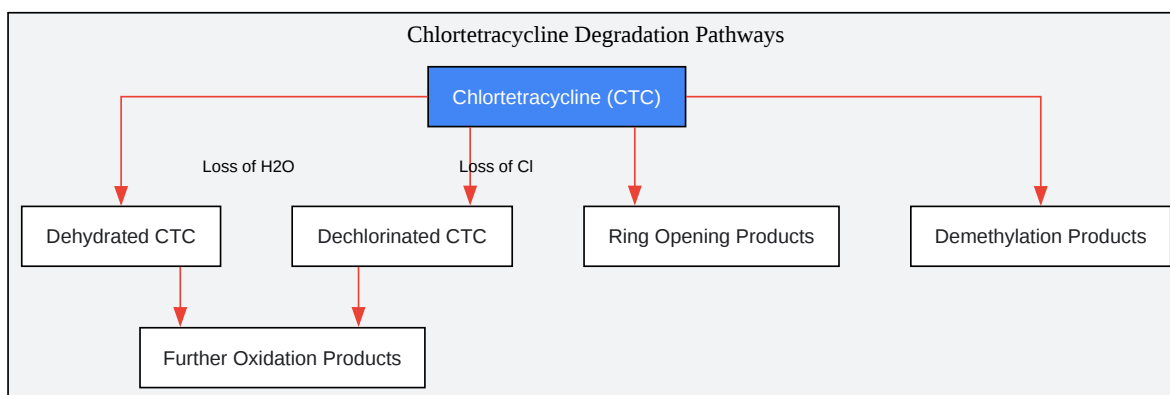 Chlortetracycline Degradation Pathways
Chlortetracycline (CTC)
Loss of H2O
Loss of Cl
Dehydrated CTC
Dechlorinated CTC
Ring Opening Products
Demethylation Products
Further Oxidation Products